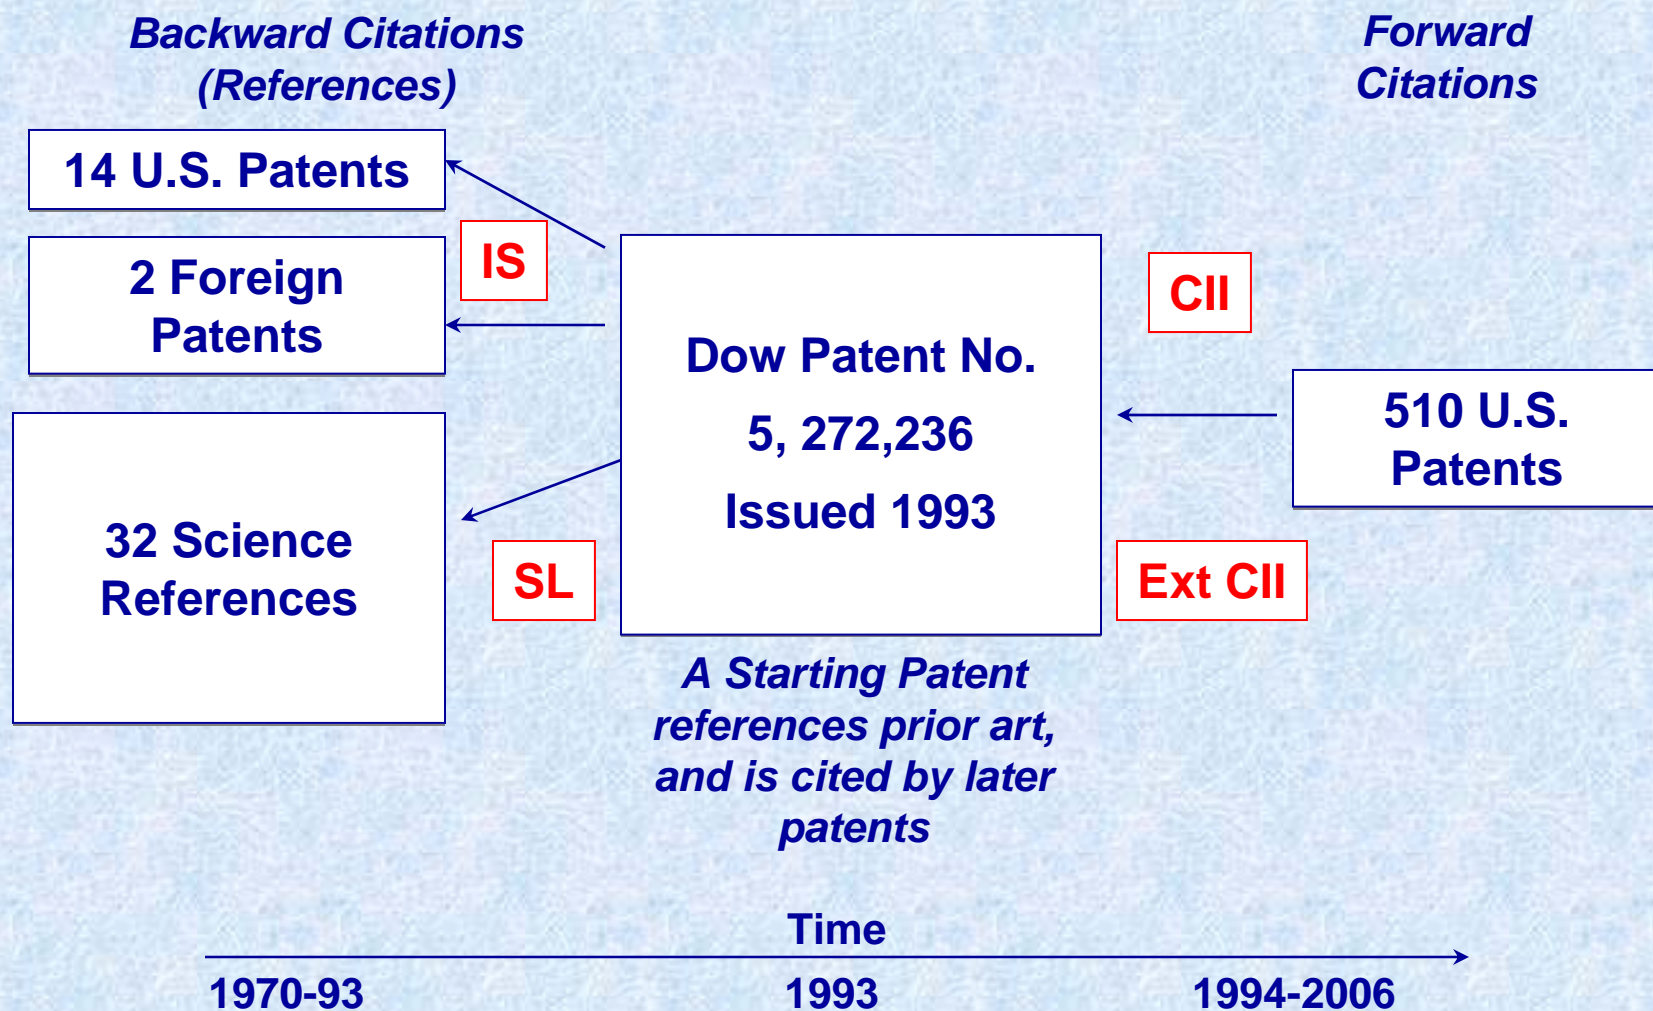 Backward Citations
(References)
Forward
Citations
14 U.S. Patents
2 Foreign
Patents
IS
CII
Dow Patent No.
5, 272,236
Issued 1993
510 U.S.
Patents
32 Science
References
SL
Ext CII
A Starting Patent
references prior art,
and is cited by later
patents
Time
1970-93
1993
1994-2006